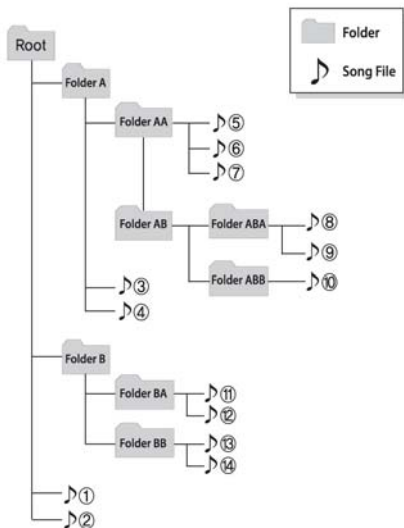 Root
Folder
Song File
Folder A
Folder AA
⑤
⑥
⑦
Folder AB
Folder ABA
⑧
⑨
Folder ABB
⑩
③
④
Folder B
Folder BA
⑪
⑫
Folder BB
⑬
⑭
①
②